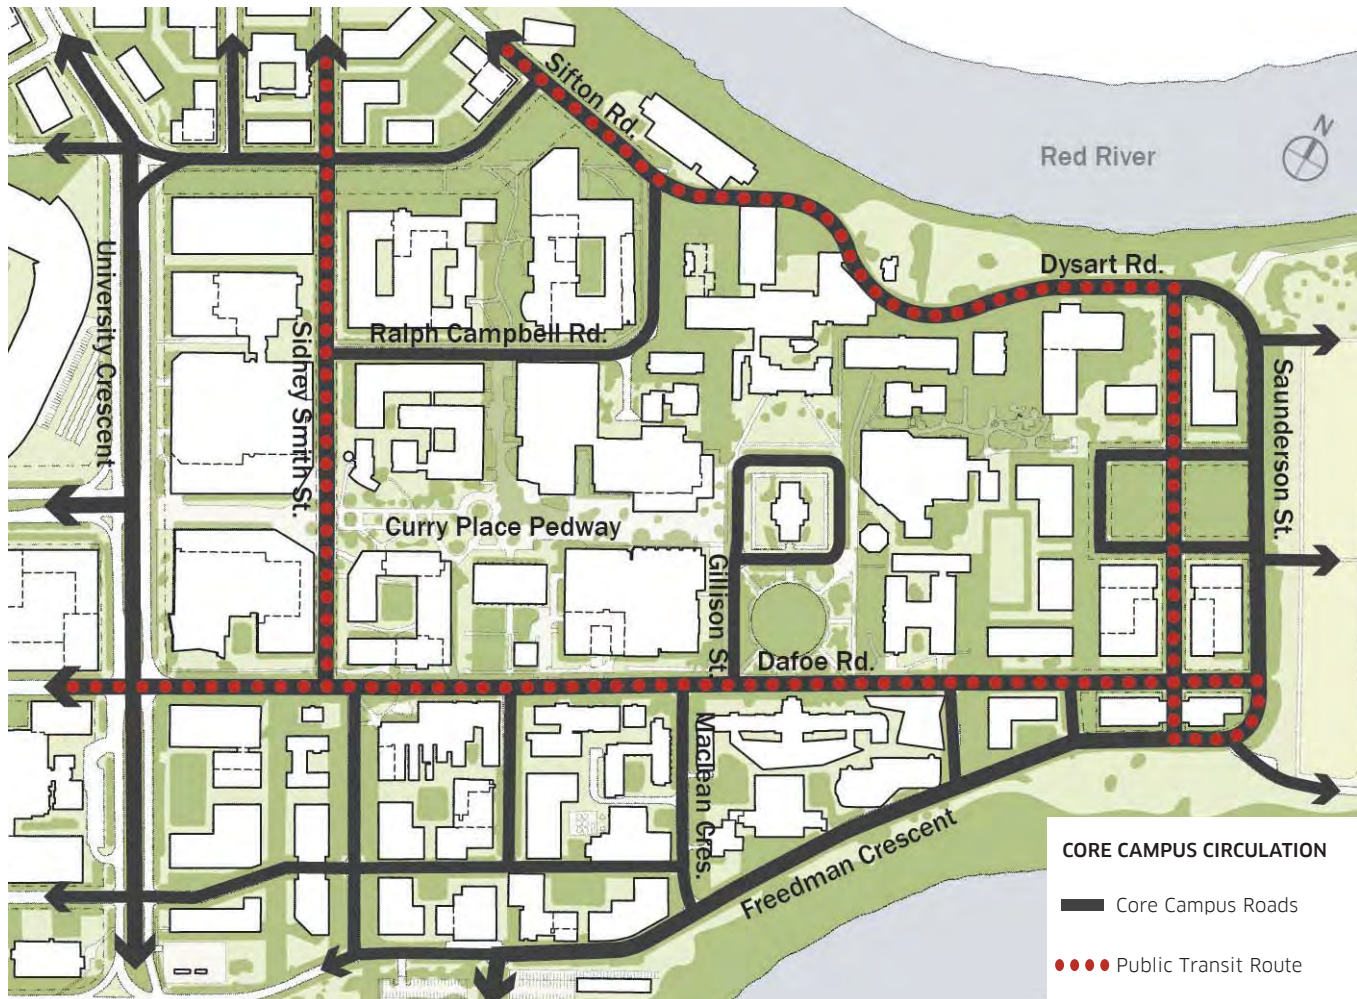 N
Sifton Rd.
Red River
Dysart Rd.
University Crescent
Sidney Smith St.
Ralph Campbell Rd.
Saunderson St.
Curry Place Pedway
Gillison St.
Dafoe Rd.
Maclean Cres.
Freedman Crescent
CORE CAMPUS CIRCULATION
Core Campus Roads
Public Transit Route